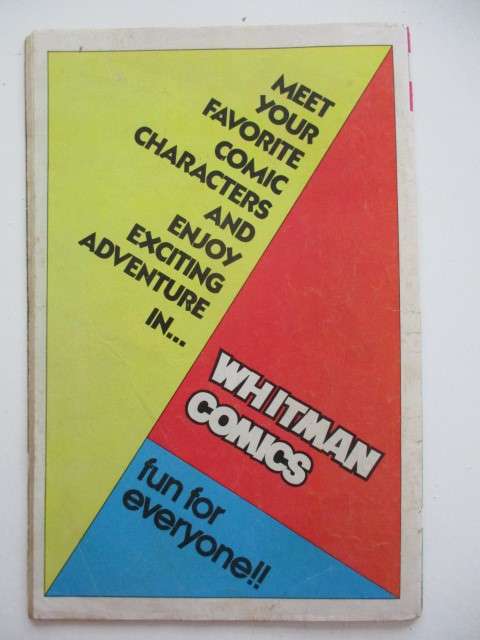 MEET
YOUR
FAVORITE
COMIC
CHARACTERS
AND
ENJOY
EXCITING
ADVENTURE
IN...
WHITMAN
COMICS
fun for
everyone!!